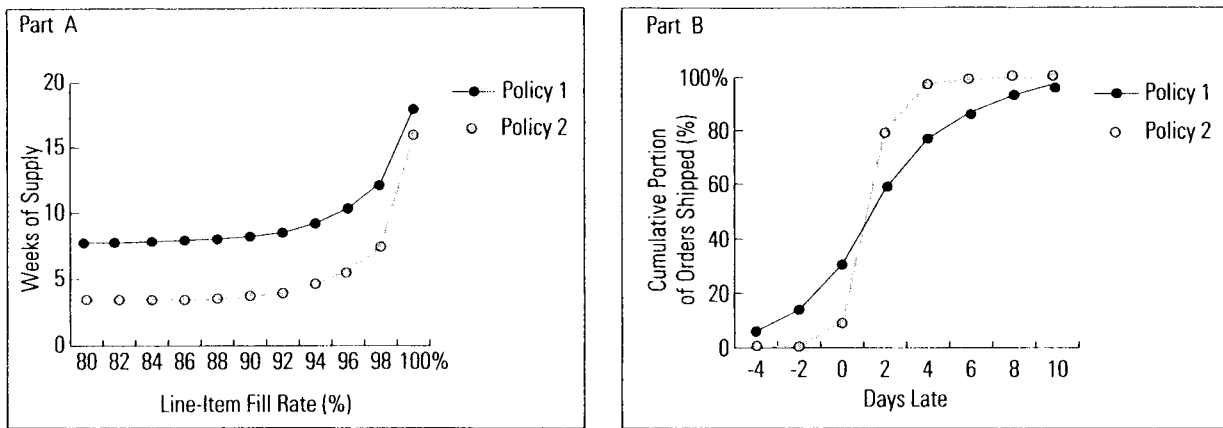 Part A
20
15
10
5
0
Weeks of Supply
80 82 84 86 88 90 92 94 96 98 100%
Line-Item Fill Rate (%)
Policy 1
Policy 2
Part B
100%
80
60
40
20
0
Cumulative Portion
of Orders Shipped (%)
-4 -2 0 2 4 6 8 10
Days Late
Policy 1
Policy 2